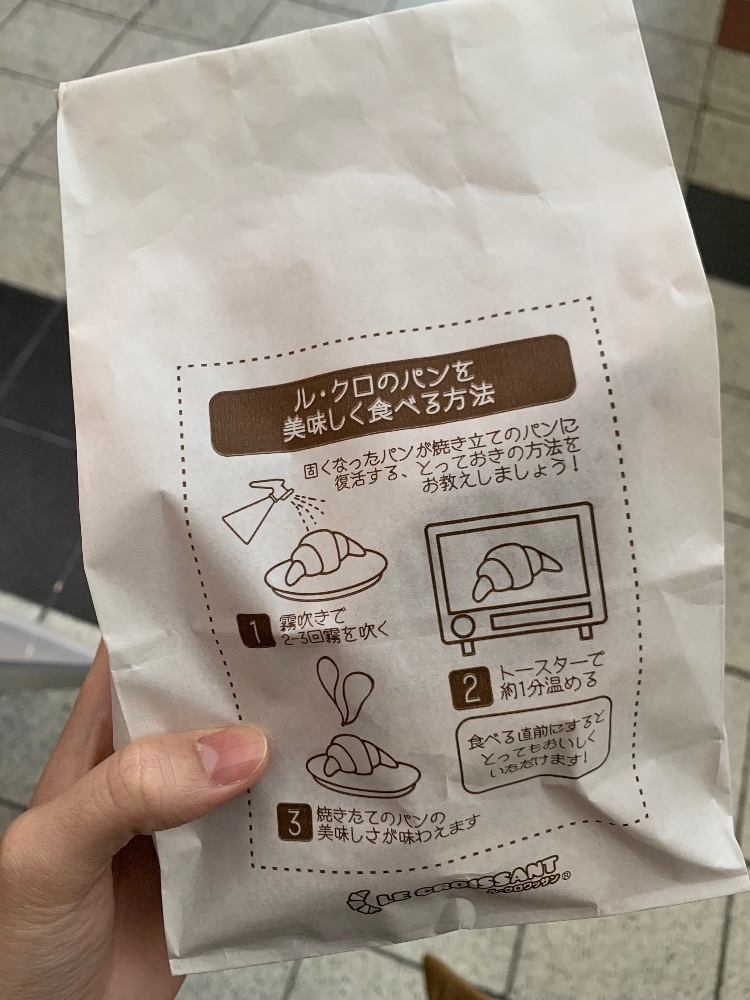 ル・クロのパンを
美味しく食べる方法
固くなったパンが焼き立てのパンに
復活する、とっておきの方法を
お教えしましょう!
1 霧吹きで
2~3回霧を吹く
2 トースターで
約1分温める
食べる直前にすると
とってもおいしく
いただけます!
3 焼きたてのパンの
美味しさが味わえます
LE CROISSANT
ル・クロワッサン®